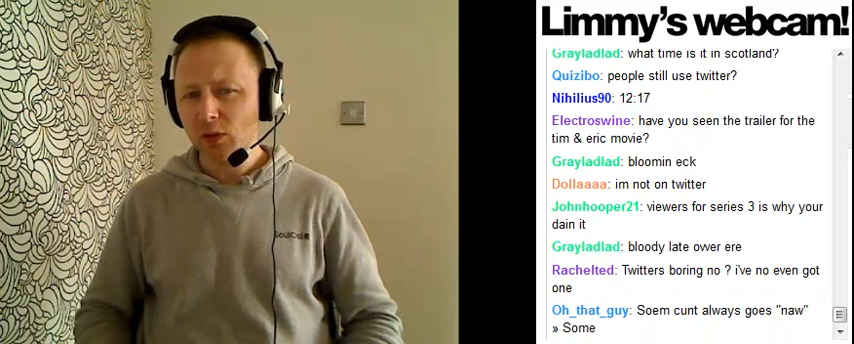 Limmy's webcam!
Grayladlad: what time is it in scotland?
Quizibo: people still use twitter?
Nihilius90: 12:17
Electroswine: have you seen the trailer for the
tim & eric movie?
Grayladlad: bloomin eck
Dollaaaa: im not on twitter
Johnhooper21: viewers for series 3 is why your
dain it
Grayladlad: bloody late ovver ere
Rachelted: Twitters boring no ? i've no even got
one
Oh_that_guy: Soem cunt always goes "naw"
» Some